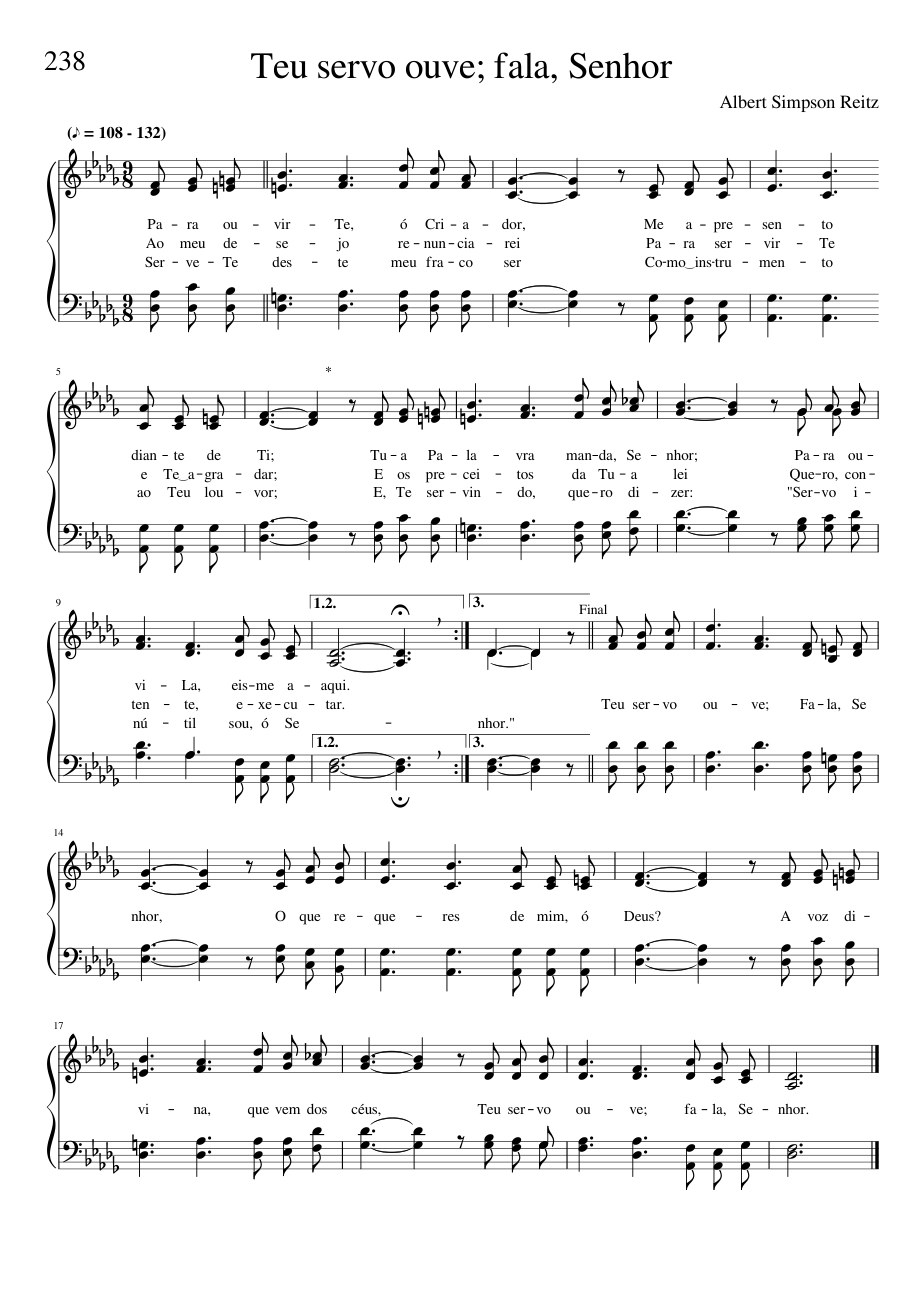 238
Teu servo ouve; fala, Senhor
Albert Simpson Reitz
(♪ = 108 - 132)
Pa - ra ou - vir - Te, ó Cri - a - dor, Me a - pre - sen - to
Ao meu de - se - jo re - nun - cia - rei Pa - ra ser - vir - Te
Ser - ve - Te des - te meu fra - co ser Co - mo‿ins - tru - men - to
5
*
dian - te de Ti; Tu - a Pa - la - vra man - da, Se - nhor; Pa - ra ou -
e Te‿a - gra - dar; E os pre - cei - tos da Tu - a lei Que - ro, con -
ao Teu lou - vor; E, Te ser - vin - do, que - ro di - zer: "Ser - vo i -
9
1.2.
3.
Final
vi - La, eis - me a - aqui.
ten - te, e - xe - cu - tar. Teu ser - vo ou - ve; Fa - la, Se
nú - til sou, ó Se - nhor."
1.2.
3.
14
nhor, O que re - que - res de mim, ó Deus? A voz di -
17
vi - na, que vem dos céus, Teu ser - vo ou - ve; fa - la, Se - nhor.